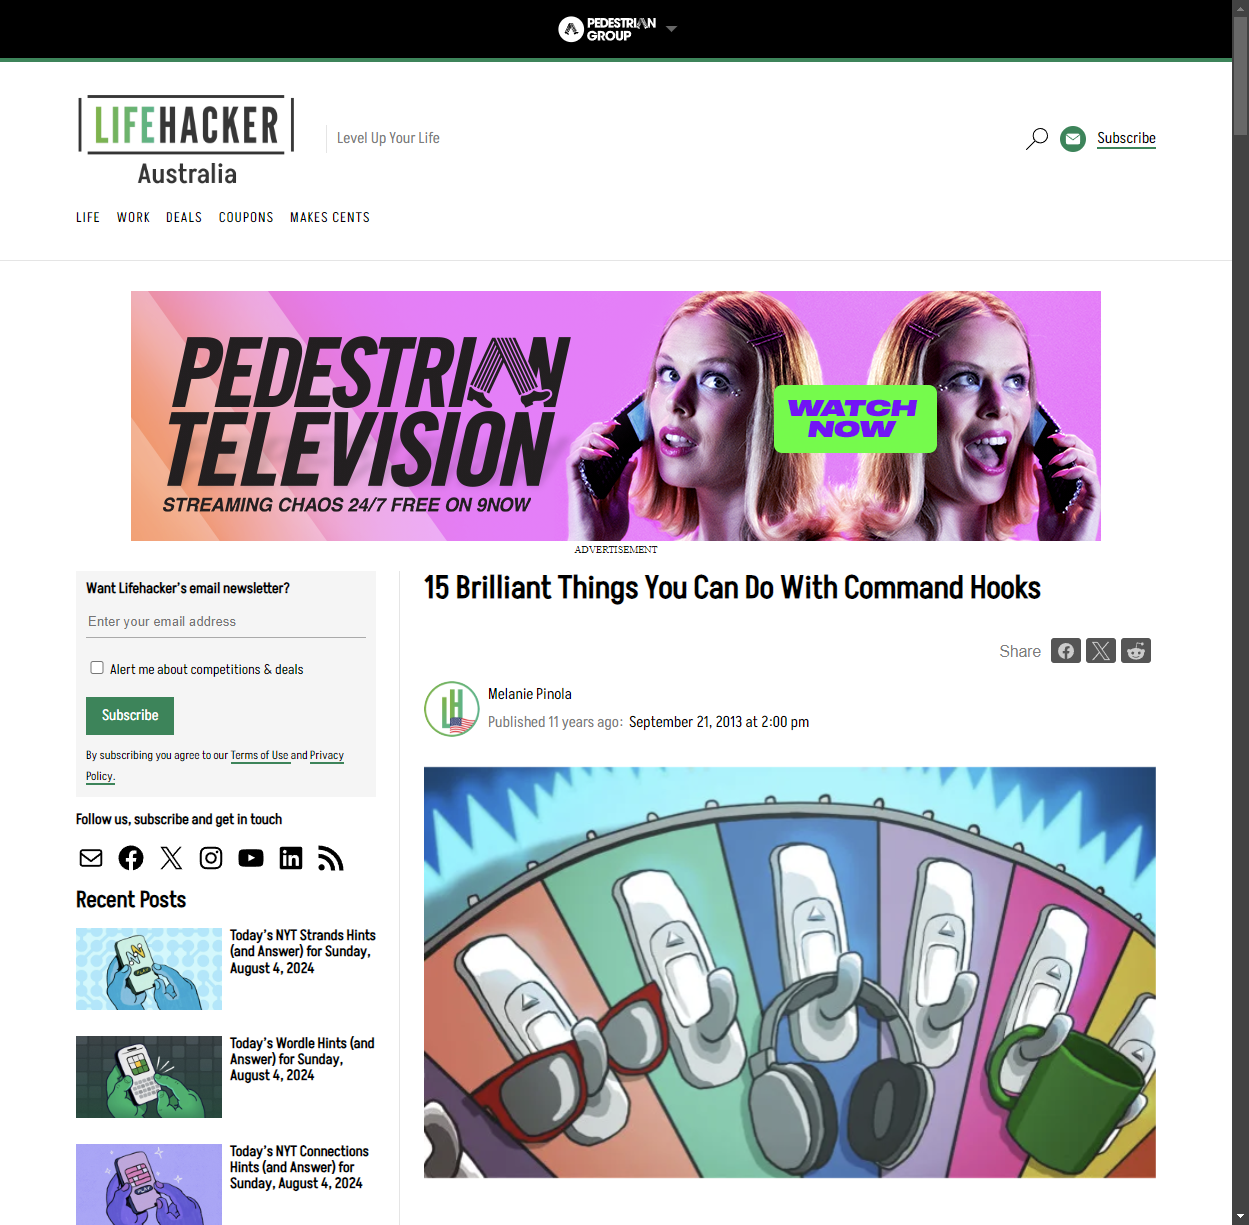 PEDESTRIAN
GROUP
LIFEHACKER
Australia
Level Up Your Life
Subscribe
LIFE WORK DEALS COUPONS MAKES CENTS
PEDESTRIAN
TELEVISION
STREAMING CHAOS 24/7 FREE ON 9NOW
WATCH
NOW
ADVERTISEMENT
Want Lifehacker's email newsletter?
Enter your email address
Alert me about competitions & deals
Subscribe
By subscribing you agree to our Terms of Use and Privacy
Policy.
Follow us, subscribe and get in touch
Recent Posts
Today's NYT Strands Hints
(and Answer) for Sunday,
August 4, 2024
Today's Wordle Hints (and
Answer) for Sunday,
August 4, 2024
Today's NYT Connections
Hints (and Answer) for
Sunday, August 4, 2024
15 Brilliant Things You Can Do With Command Hooks
Share
LH
Melanie Pinola
Published 11 years ago: September 21, 2013 at 2:00 pm